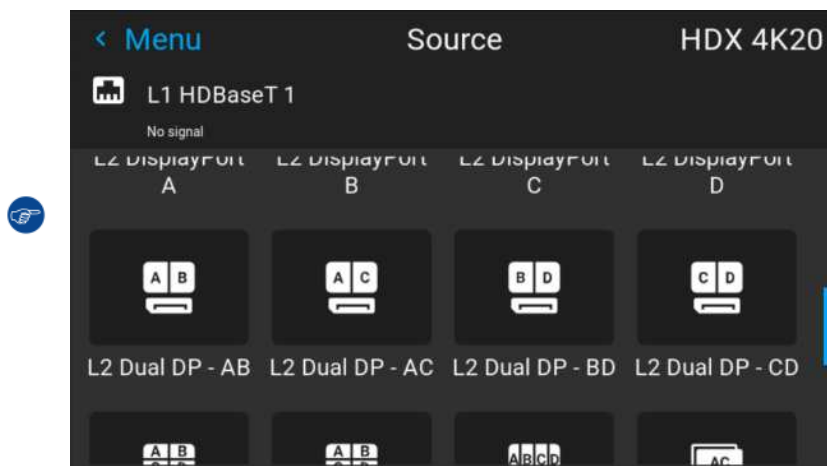 Menu Source HDX 4K20
L1 HDBaseT 1
No signal
L2 DisplayPort L2 DisplayPort L2 DisplayPort L2 DisplayPort
A B C D
A B A C B D C D
L2 Dual DP - AB L2 Dual DP - AC L2 Dual DP - BD L2 Dual DP - CD
A B A B ABCD AC